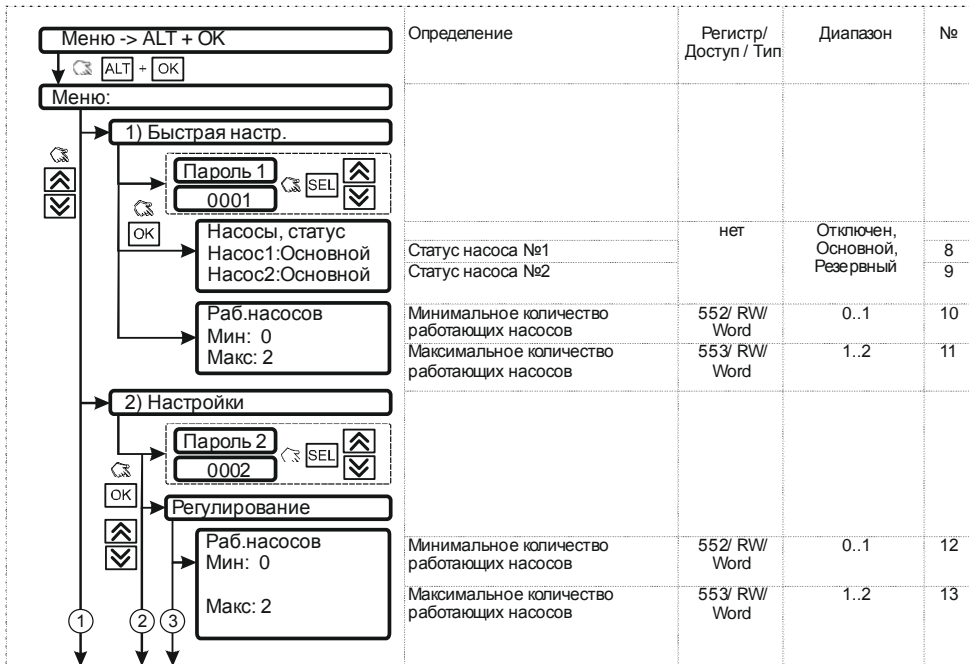 Меню -> ALT + OK
Определение
Регистр/
Доступ / Тип
Диапазон
№
ALT + OK
Меню:
1) Быстрая настр.
Пароль 1
0001
SEL
OK
Насосы, статус
Насос1:Основной
Насос2:Основной
Статус насоса №1
Статус насоса №2
нет
Отключен,
Основной,
Резервный
8
9
Раб.насосов
Мин: 0
Макс: 2
Минимальное количество
работающих насосов
552/ RW/
Word
0..1
10
Максимальное количество
работающих насосов
553/ RW/
Word
1..2
11
2) Настройки
Пароль 2
0002
SEL
OK
Регулирование
Раб.насосов
Мин: 0
Макс: 2
Минимальное количество
работающих насосов
552/ RW/
Word
0..1
12
Максимальное количество
работающих насосов
553/ RW/
Word
1..2
13
1
2
3